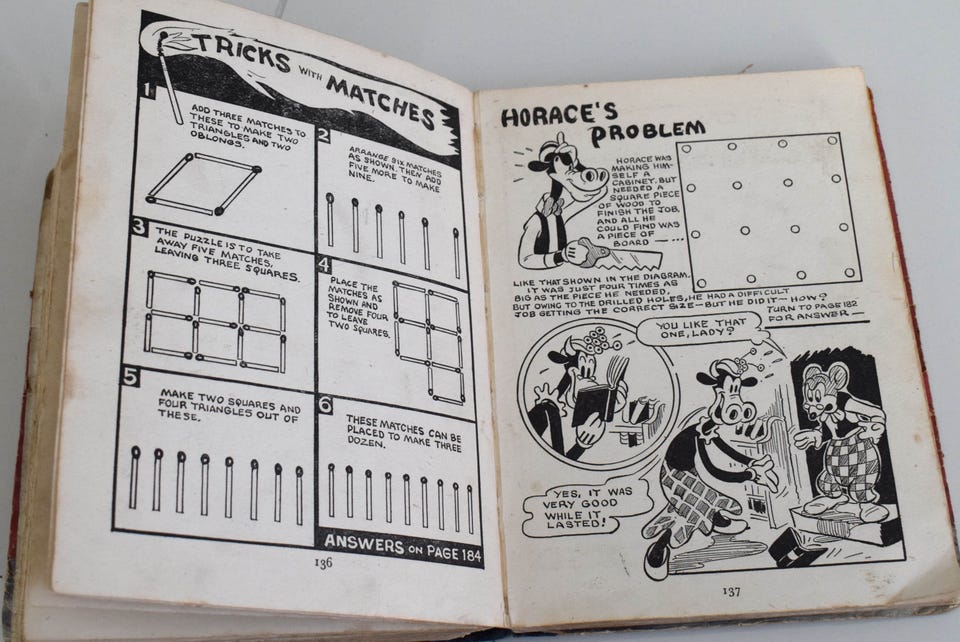 TRICKS WITH MATCHES
1
ADD THREE MATCHES TO
THESE TO MAKE TWO
TRIANGLES AND TWO
OBLONGS.
2
ARRANGE SIX MATCHES
AS SHOWN. THEN ADD
FIVE MORE TO MAKE
NINE.
3
THE PUZZLE IS TO TAKE
AWAY FIVE MATCHES,
LEAVING THREE SQUARES.
4
PLACE THE
MATCHES AS
SHOWN AND
REMOVE FOUR
TO LEAVE
TWO SQUARES.
5
MAKE TWO SQUARES AND
FOUR TRIANGLES OUT OF
THESE.
6
THESE MATCHES CAN BE
PLACED TO MAKE THREE
DOZEN.
ANSWERS ON PAGE 184
136
HORACE'S
PROBLEM
HORACE WAS
MAKING HIM-
SELF A
CABINET. BUT
NEEDED A
SQUARE PIECE
OF WOOD TO
FINISH THE JOB,
AND ALL HE
COULD FIND WAS
A PIECE OF
BOARD —...
LIKE THAT SHOWN IN THE DIAGRAM.
IT WAS JUST FOUR TIMES AS
BIG AS THE PIECE HE NEEDED,
BUT OWING TO THE DRILLED HOLES, HE HAD A DIFFICULT
JOB GETTING THE CORRECT SIZE—BUT HE DID IT— HOW?
TURN TO PAGE 182
FOR ANSWER —
YOU LIKE THAT
ONE, LADY?
YES, IT WAS
VERY GOOD
WHILE IT
LASTED!
137